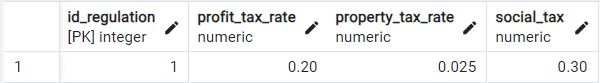 id_regulation profit_tax_rate property_tax_rate social_tax
[PK] integer numeric numeric numeric
1 1 0.20 0.025 0.30